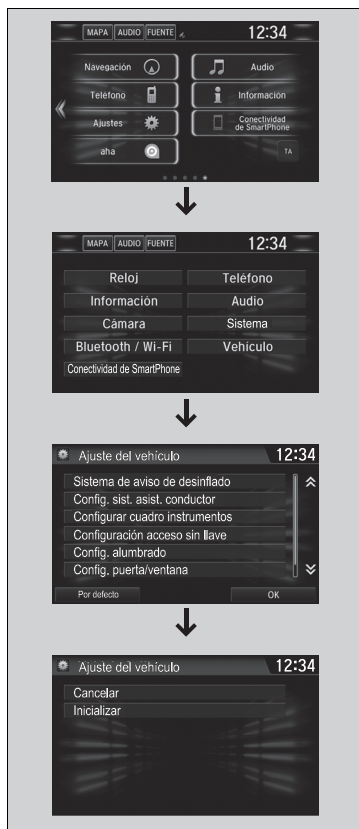 MAPA AUDIO FUENTE 12:34
Navegación Audio
Teléfono Información
Ajustes Conectividad
de SmartPhone
aha TA
MAPA AUDIO FUENTE 12:34
Reloj Teléfono
Información Audio
Cámara Sistema
Bluetooth / Wi-Fi Vehículo
Conectividad de SmartPhone
Ajuste del vehículo 12:34
Sistema de aviso de desinflado
Config. sist. asist. conductor
Configurar cuadro instrumentos
Configuración acceso sin llave
Config. alumbrado
Config. puerta/ventana
Por defecto OK
Ajuste del vehículo 12:34
Cancelar
Inicializar